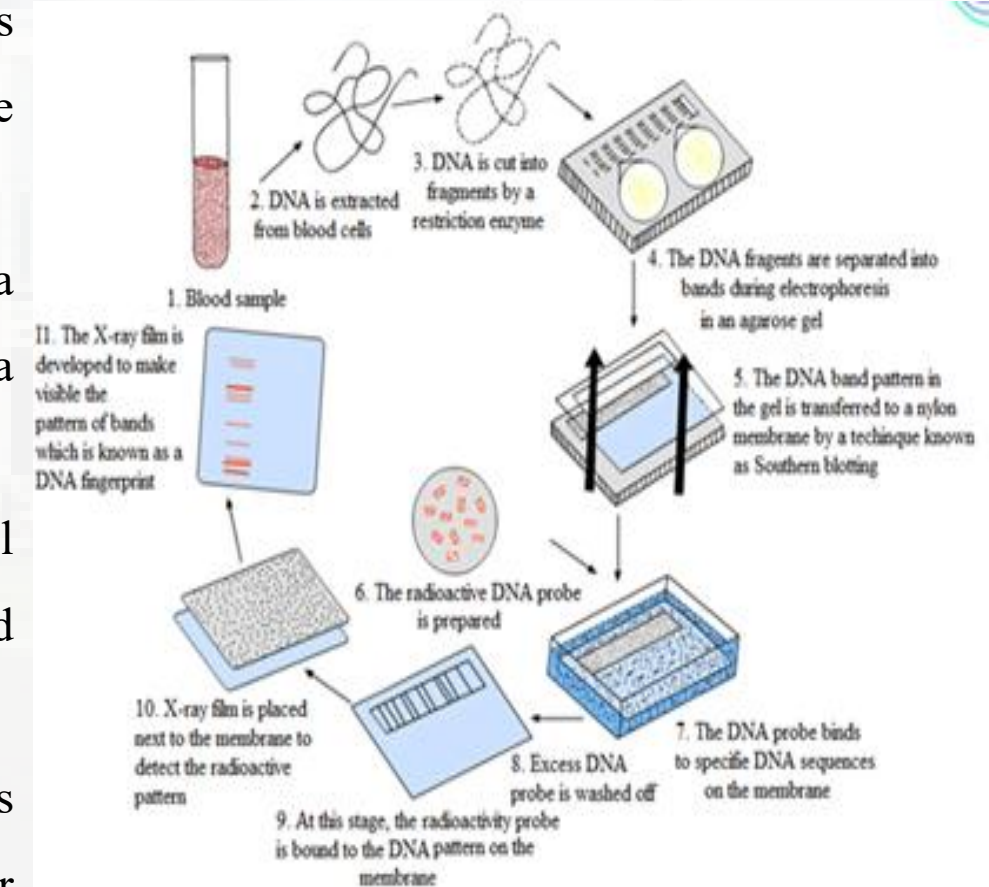 s
e
a
a
l
d
s
r
1. Blood sample
2. DNA is extracted
from blood cells
3. DNA is cut into
fragments by a
restriction enzyme
4. The DNA fragents are separated into
bands during electrophoresis
in an agarose gel
5. The DNA band pattern in
the gel is transferred to a nylon
membrane by a techinque known
as Southern blotting
6. The radioactive DNA probe
is prepared
7. The DNA probe binds
to specific DNA sequences
on the membrane
8. Excess DNA
probe is washed off
9. At this stage, the radioactivity probe
is bound to the DNA pattern on the
membrane
10. X-ray film is placed
next to the membrane to
detect the radioactive
pattern
11. The X-ray film is
developed to make
visible the
pattern of bands
which is known as a
DNA fingerprint